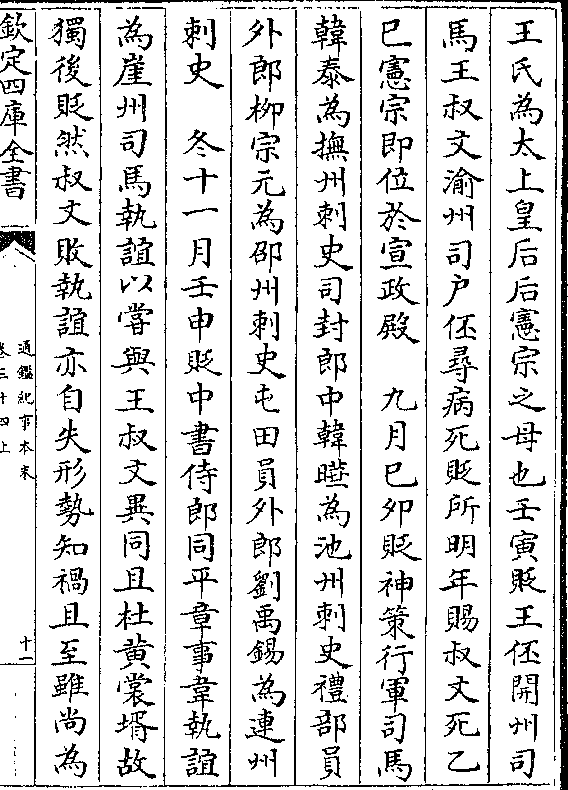 王氏為太上皇后后憲宗之母也壬寅貶王伾開州司
馬王叔文渝州司户伾尋病死貶所明年賜叔文死乙
巳憲宗即位於宣政殿　九月巳卯貶神策行軍司馬
韓泰為撫州刺史司封郎中韓曄為池州刺史禮部員
外郎柳宗元為邵州刺史屯田員外郎劉禹錫為連州
刺史　冬十一月壬申貶中書侍郎同平章事韋執誼
為崖州司馬執誼以嘗與王叔文異同且杜黄裳壻故
獨後貶然叔文敗執誼亦自失形勢知禍且至雖尚為
欽定四庫全書
通鑑紀事本末
卷三十四上
十一